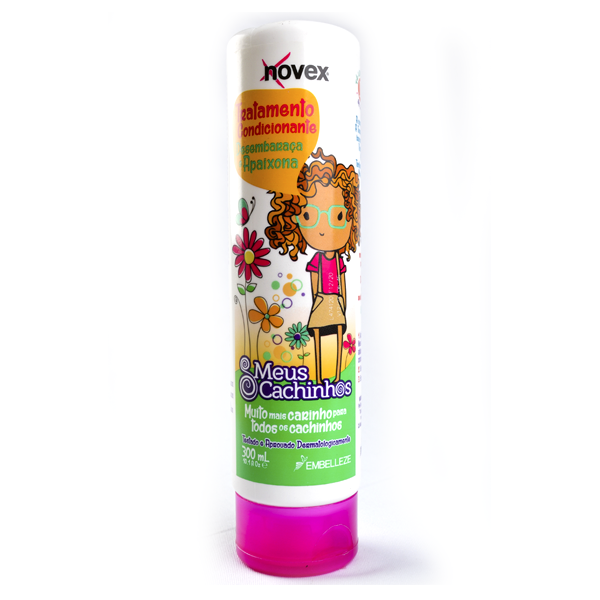 novex
Tratamento
Condicionante
Desembaraça
Apaixona
Meus
Cachinhos
Muito mais carinho para
todos os cachinhos
Testado e Aprovado Dermatologicamente
300 mL
EMBELLEZE